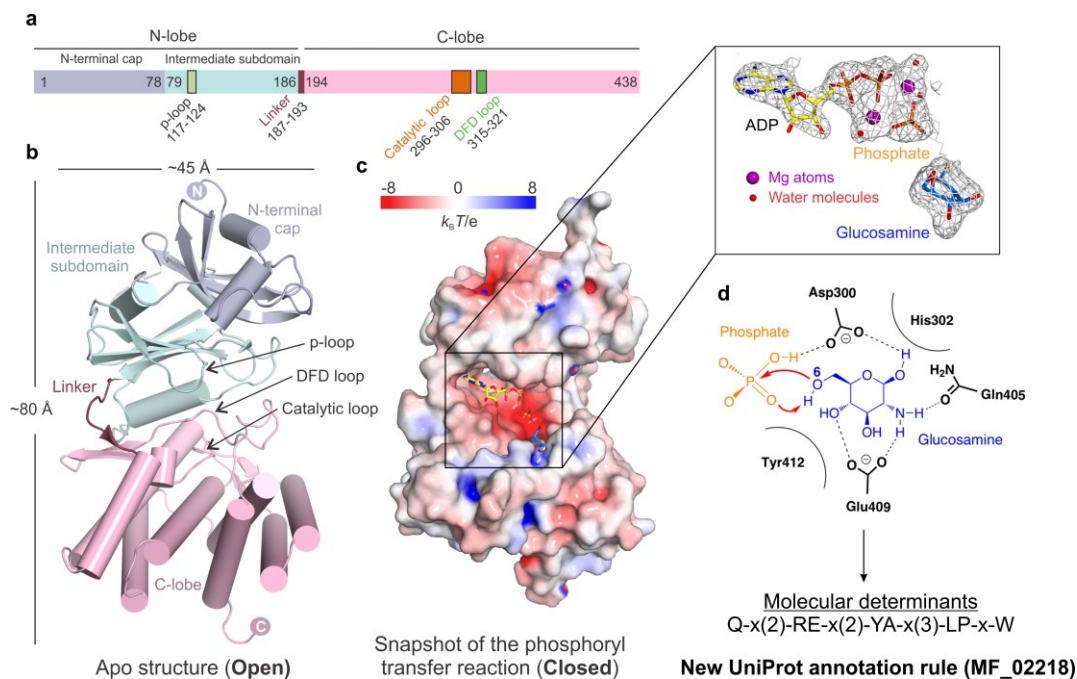 a
N-lobe
C-lobe
N-terminal cap
Intermediate subdomain
1
78
79
186
194
438
p-loop
117-124
Linker
187-193
Catalytic loop
296-306
DFD loop
315-321
ADP
Phosphate
Mg atoms
Water molecules
Glucosamine
b
~45 Å
N
N-terminal
cap
Intermediate
subdomain
p-loop
DFD loop
Linker
~80 Å
Catalytic loop
C-lobe
C
Apo structure (Open)
c
-8
0
8
kBT/e
Snapshot of the phosphoryl
transfer reaction (Closed)
d
Asp300
His302
Phosphate
O
O
H
O
P
O
O
O
H
6
O
H
O
H
O
O
OH
N
H
H
H2N
O
Gln405
Glucosamine
Tyr412
O
O
Glu409
Molecular determinants
Q-x(2)-RE-x(2)-YA-x(3)-LP-x-W
New UniProt annotation rule (MF_02218)